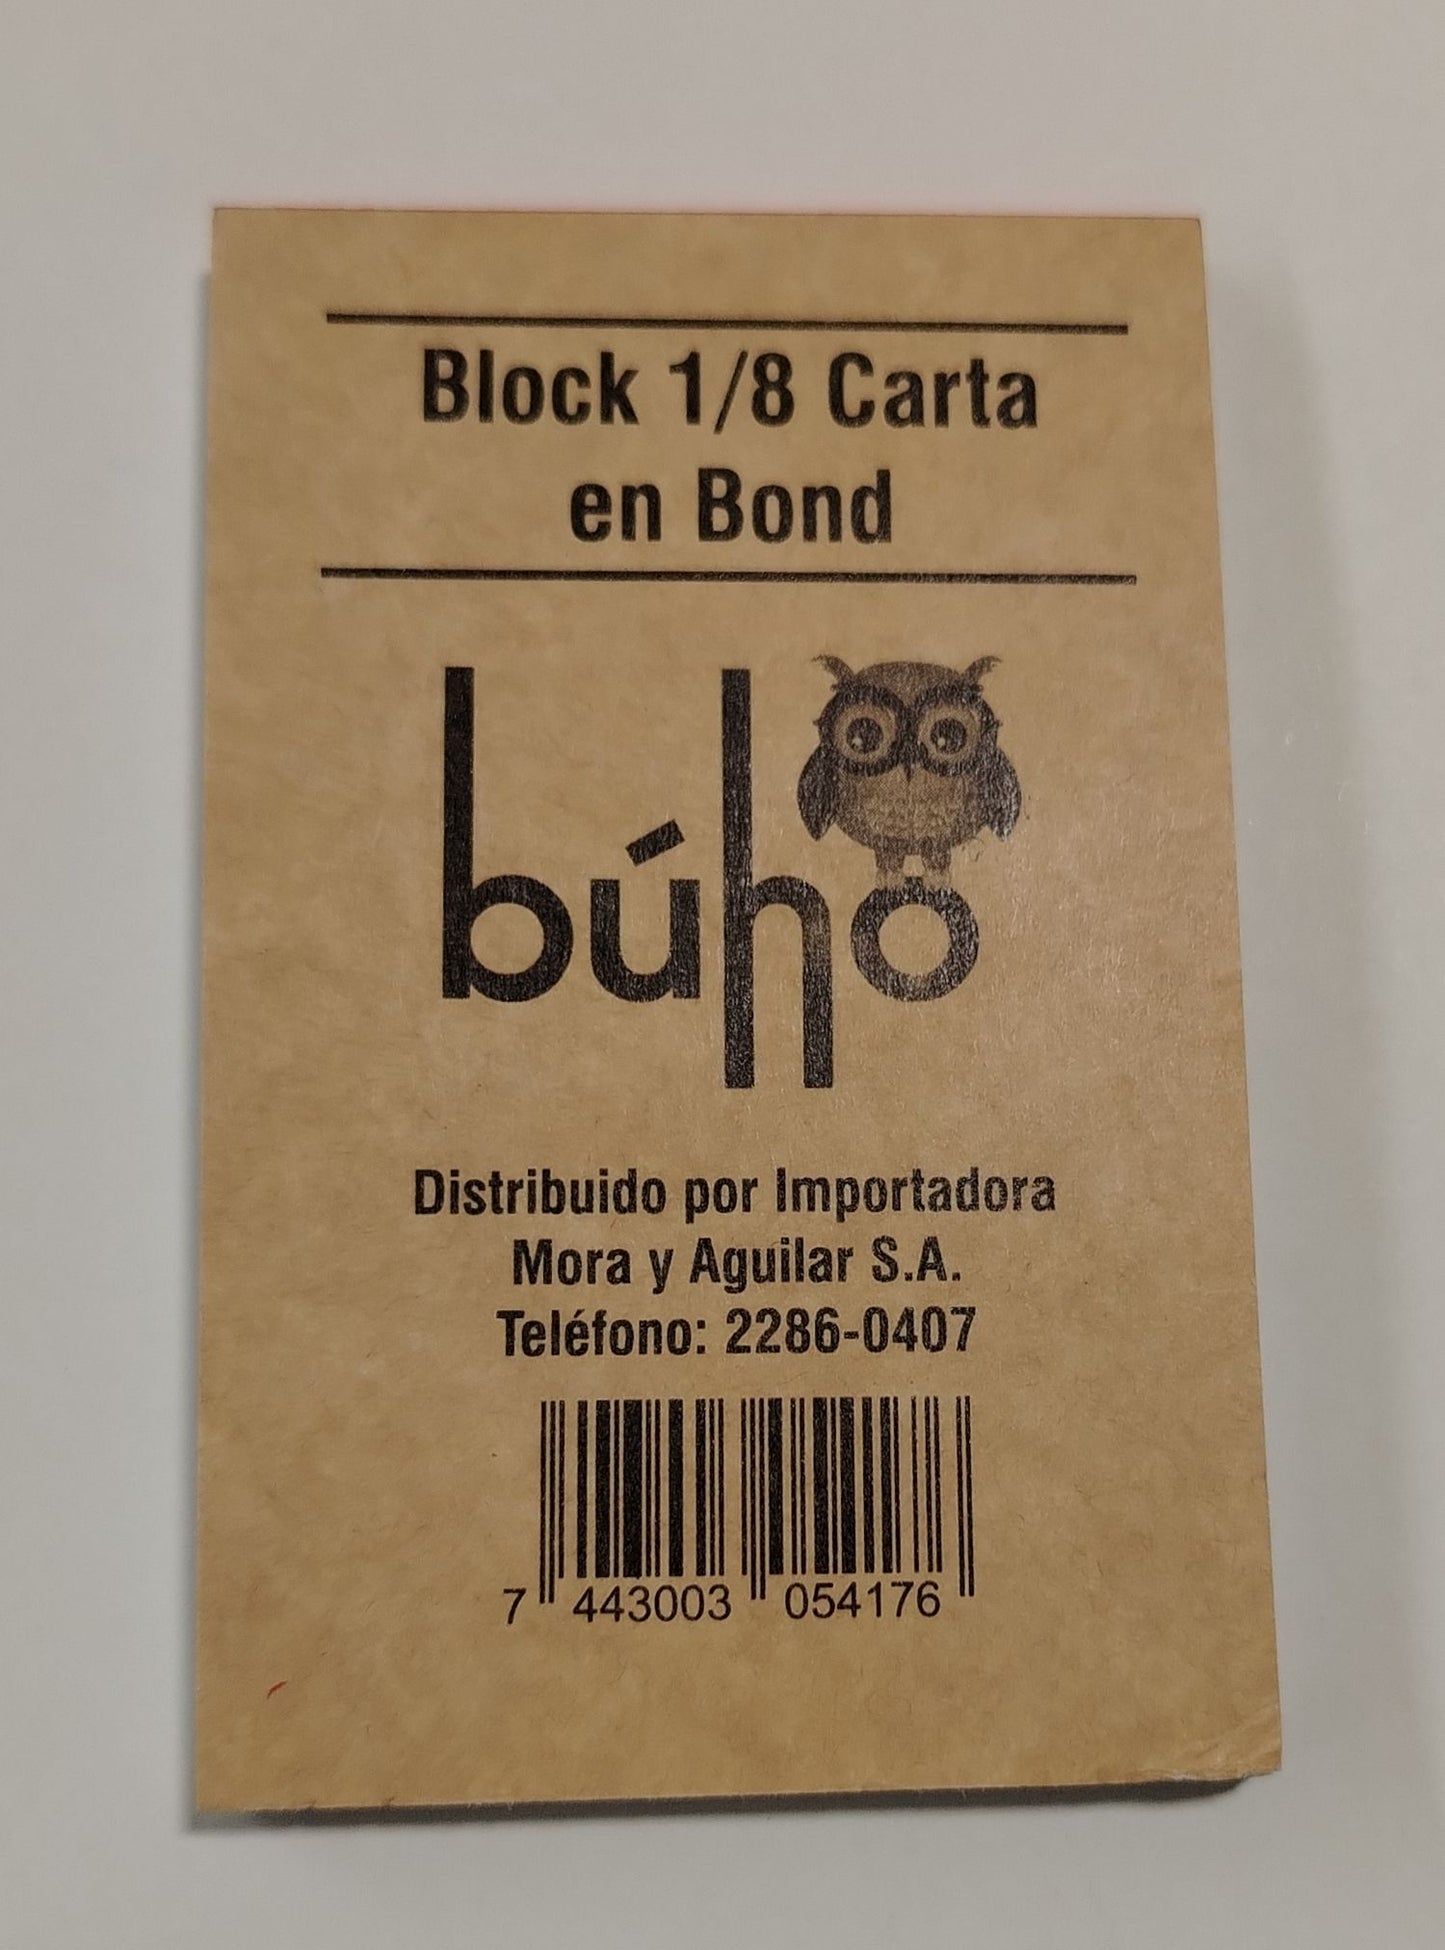 Block 1/8 Carta
en Bond
búho
Distribuido por Importadora
Mora y Aguilar S.A.
Teléfono: 2286-0407
7 443003 054176